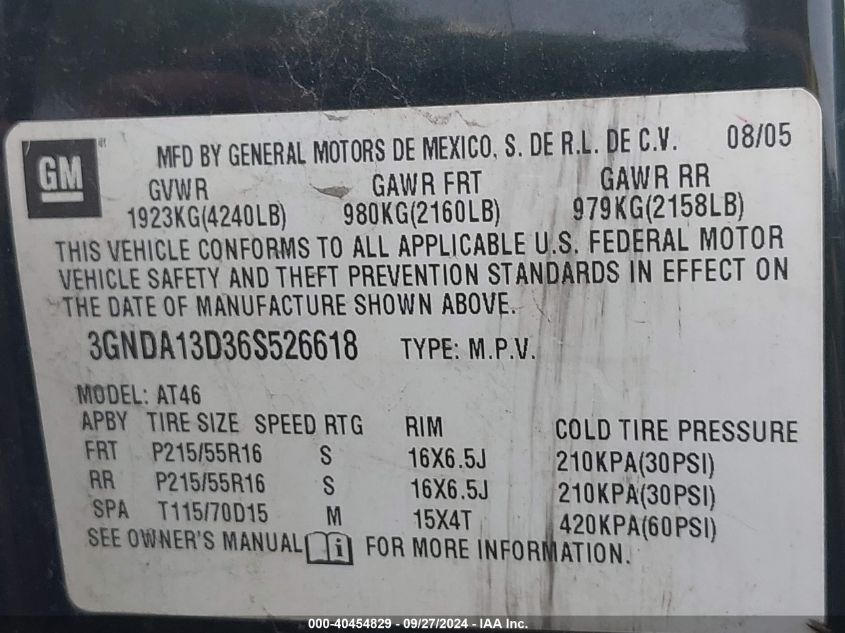 GM
MFD BY GENERAL MOTORS DE MEXICO, S. DE R.L. DE C.V. 08/05
GVWR GAWR FRT GAWR RR
1923KG(4240LB) 980KG(2160LB) 979KG(2158LB)
THIS VEHICLE CONFORMS TO ALL APPLICABLE U.S. FEDERAL MOTOR
VEHICLE SAFETY AND THEFT PREVENTION STANDARDS IN EFFECT ON
THE DATE OF MANUFACTURE SHOWN ABOVE.
3GNDA13D36S526618 TYPE: M.P.V.
MODEL: AT46
APBY TIRE SIZE SPEED RTG RIM COLD TIRE PRESSURE
FRT P215/55R16 S 16X6.5J 210KPA(30PSI)
RR P215/55R16 S 16X6.5J 210KPA(30PSI)
SPA T115/70D15 M 15X4T 420KPA(60PSI)
SEE OWNER'S MANUAL i FOR MORE INFORMATION.
000-40454829 - 09/27/2024 - IAA Inc.